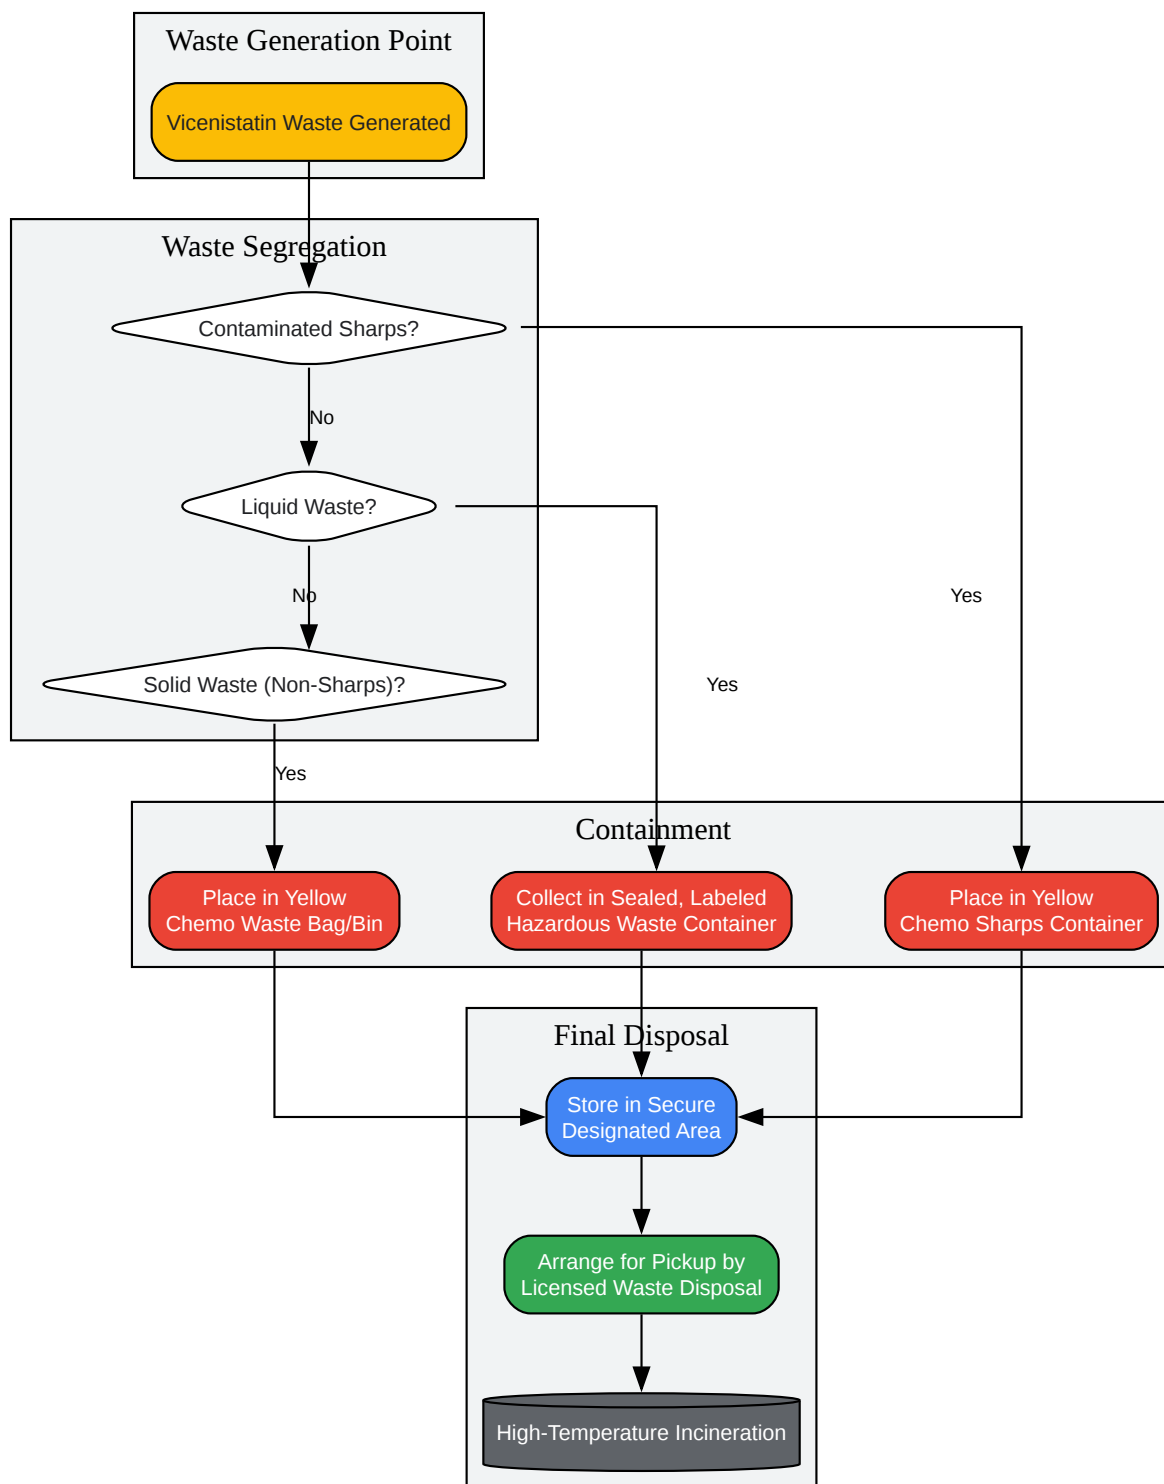 Waste Generation Point
Vicenistatin Waste Generated
Waste Segregation
Contaminated Sharps?
No
Liquid Waste?
No
Yes
Solid Waste (Non-Sharps)?
Yes
Yes
Containment
Place in Yellow
Chemo Waste Bag/Bin
Collect in Sealed, Labeled
Hazardous Waste Container
Place in Yellow
Chemo Sharps Container
Final Disposal
Store in Secure
Designated Area
Arrange for Pickup by
Licensed Waste Disposal
High-Temperature Incineration